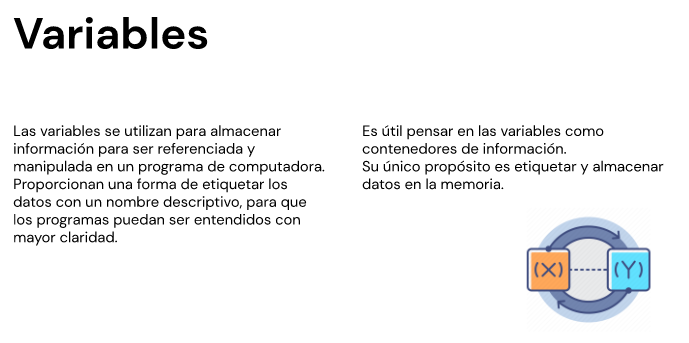 Variables
Las variables se utilizan para almacenar
información para ser referenciada y
manipulada en un programa de computadora.
Proporcionan una forma de etiquetar los
datos con un nombre descriptivo, para que
los programas puedan ser entendidos con
mayor claridad.
Es útil pensar en las variables como
contenedores de información.
Su único propósito es etiquetar y almacenar
datos en la memoria.
(X) (Y)